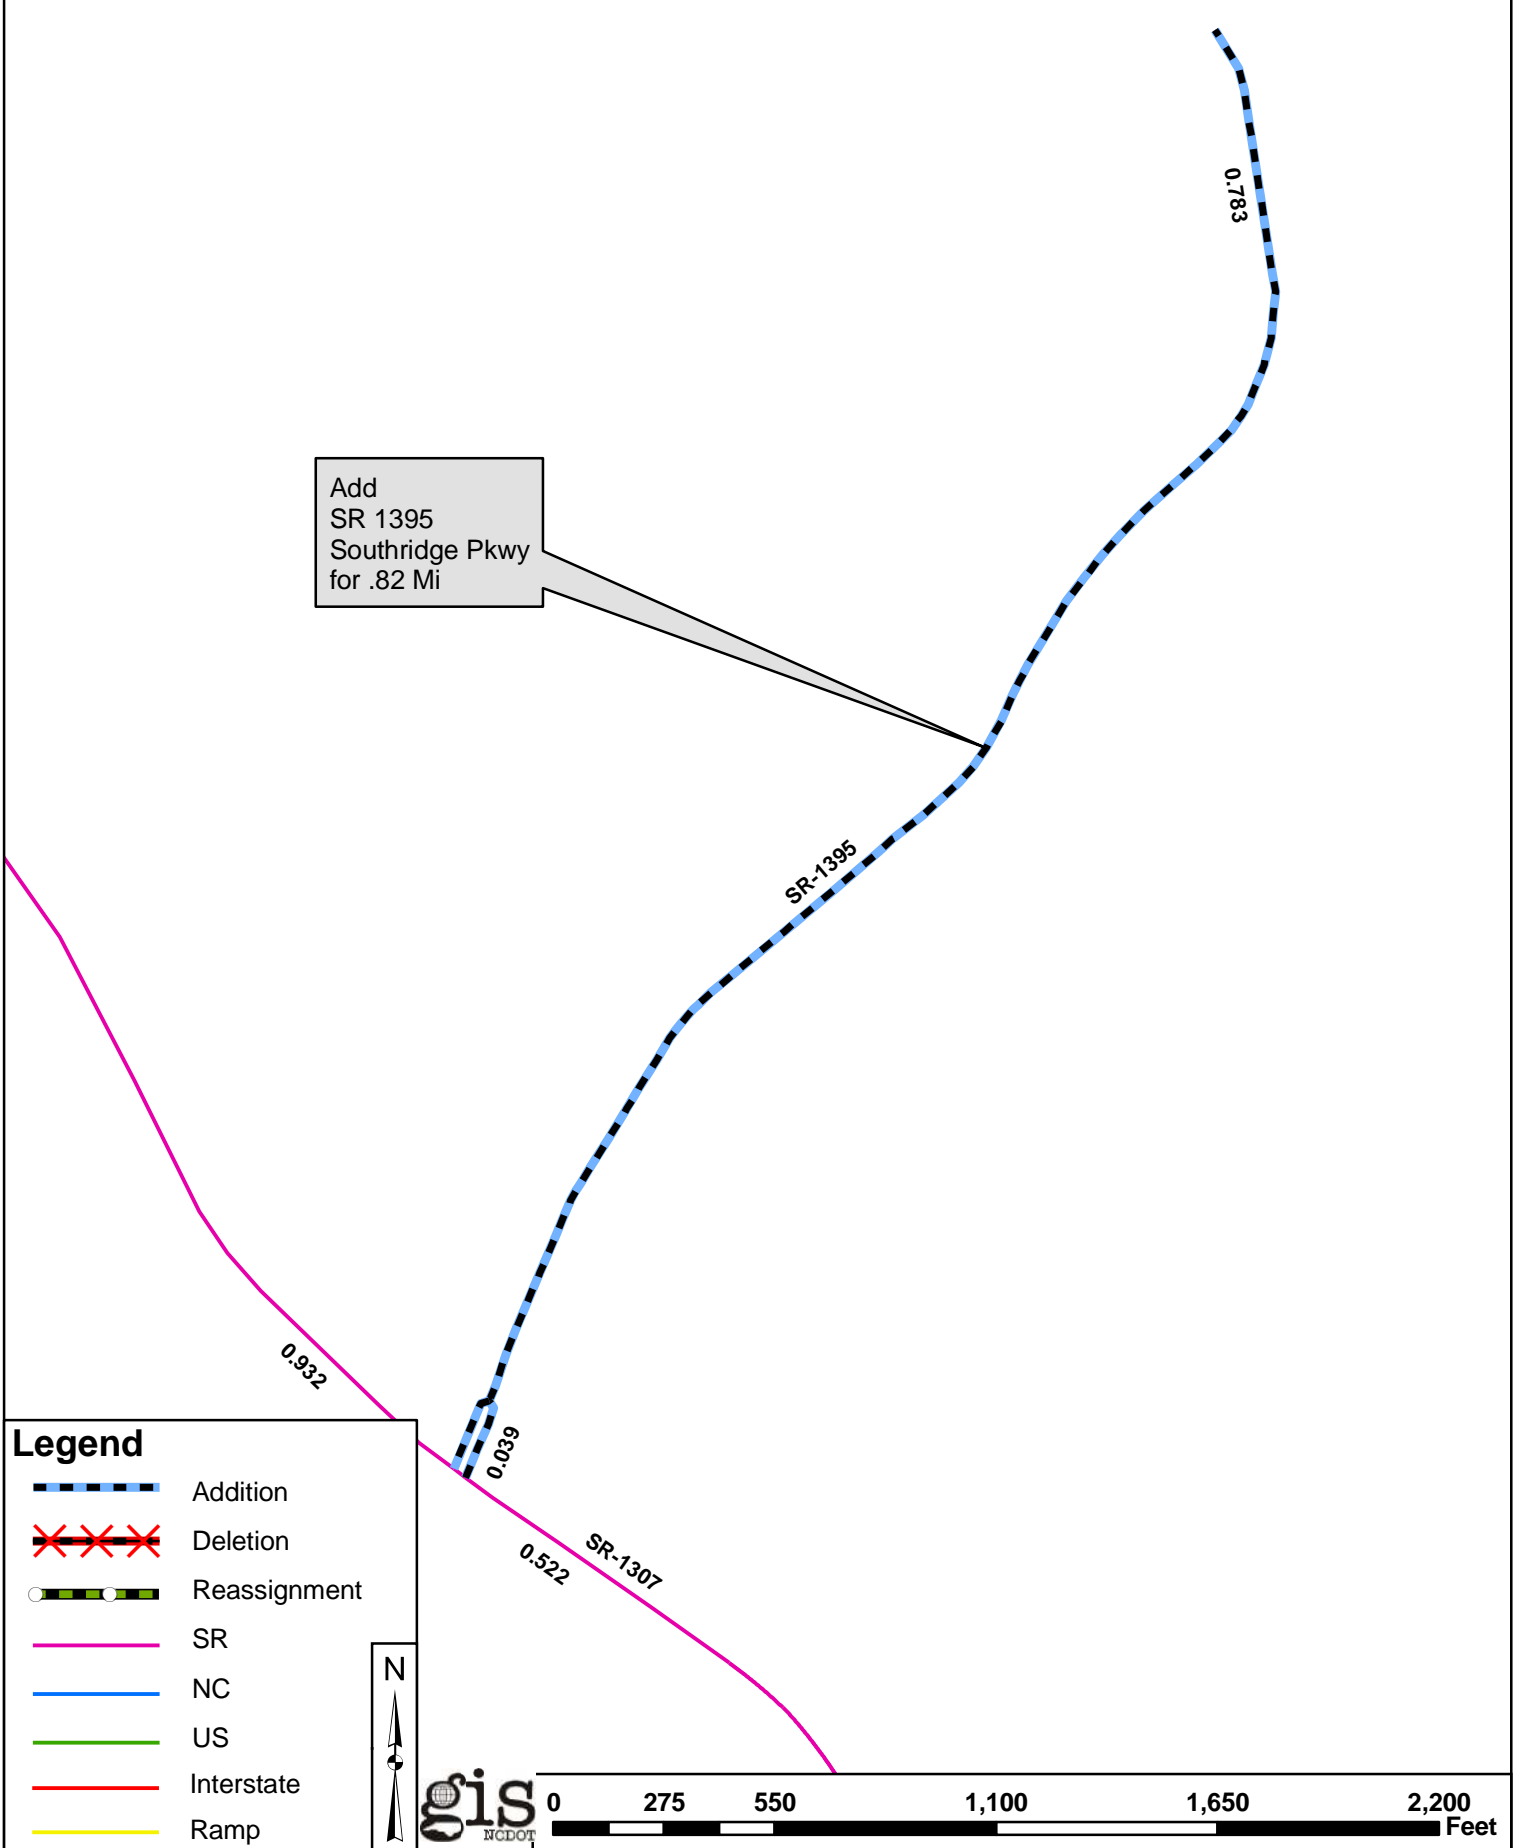 0.783
Add
SR 1395
Southridge Pkwy
for .82 Mi
SR-1395
0.932
0.039
SR-1307
0.522
Legend
Addition
Deletion
Reassignment
SR
NC
US
Interstate
Ramp
N
gis
NCDOT
0 275 550 1,100 1,650 2,200
Feet